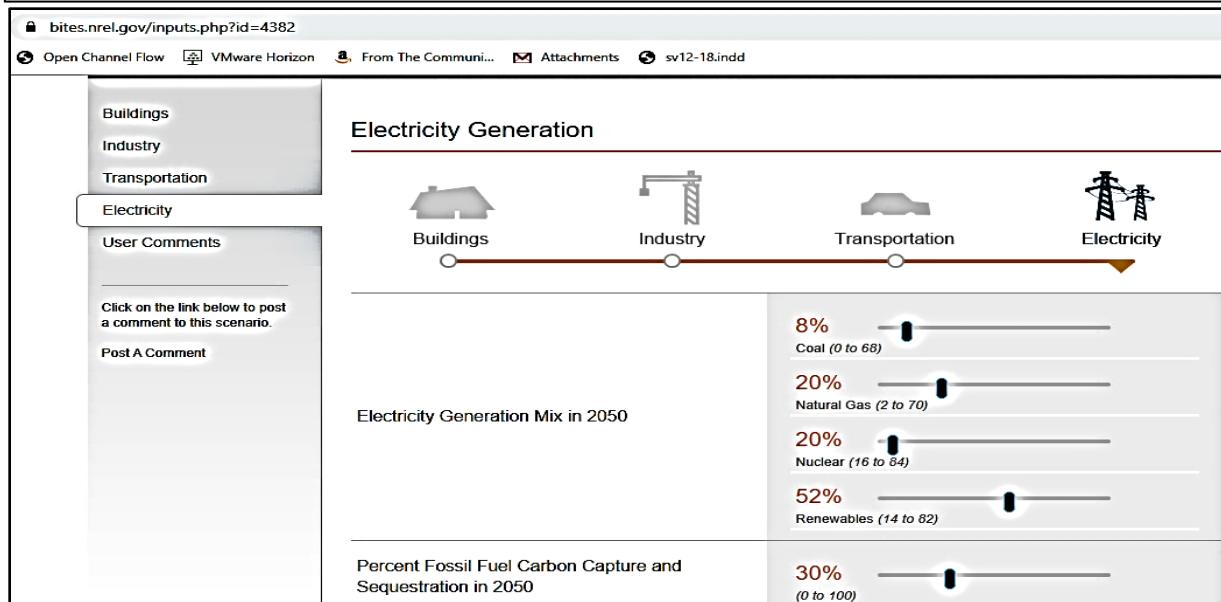 bites.nrel.gov/inputs.php?id=4382
Open Channel Flow VMware Horizon From The Communi... Attachments sv12-18.indd
Buildings
Industry
Transportation
Electricity
User Comments
Click on the link below to post
a comment to this scenario.
Post A Comment
Electricity Generation
Buildings Industry Transportation Electricity
Electricity Generation Mix in 2050
8%
Coal (0 to 68)
20%
Natural Gas (2 to 70)
20%
Nuclear (16 to 84)
52%
Renewables (14 to 82)
Percent Fossil Fuel Carbon Capture and
Sequestration in 2050
30%
(0 to 100)